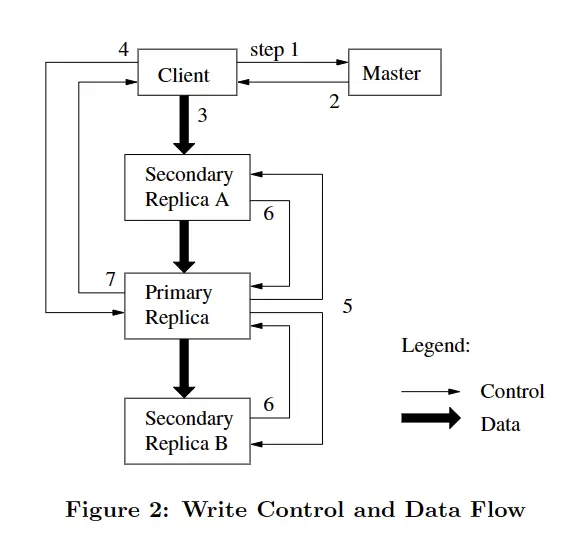 4
step 1
Client
Master
2
3
Secondary
Replica A
6
7
Primary
Replica
5
Legend:
Control
Data
6
Secondary
Replica B
Figure 2: Write Control and Data Flow